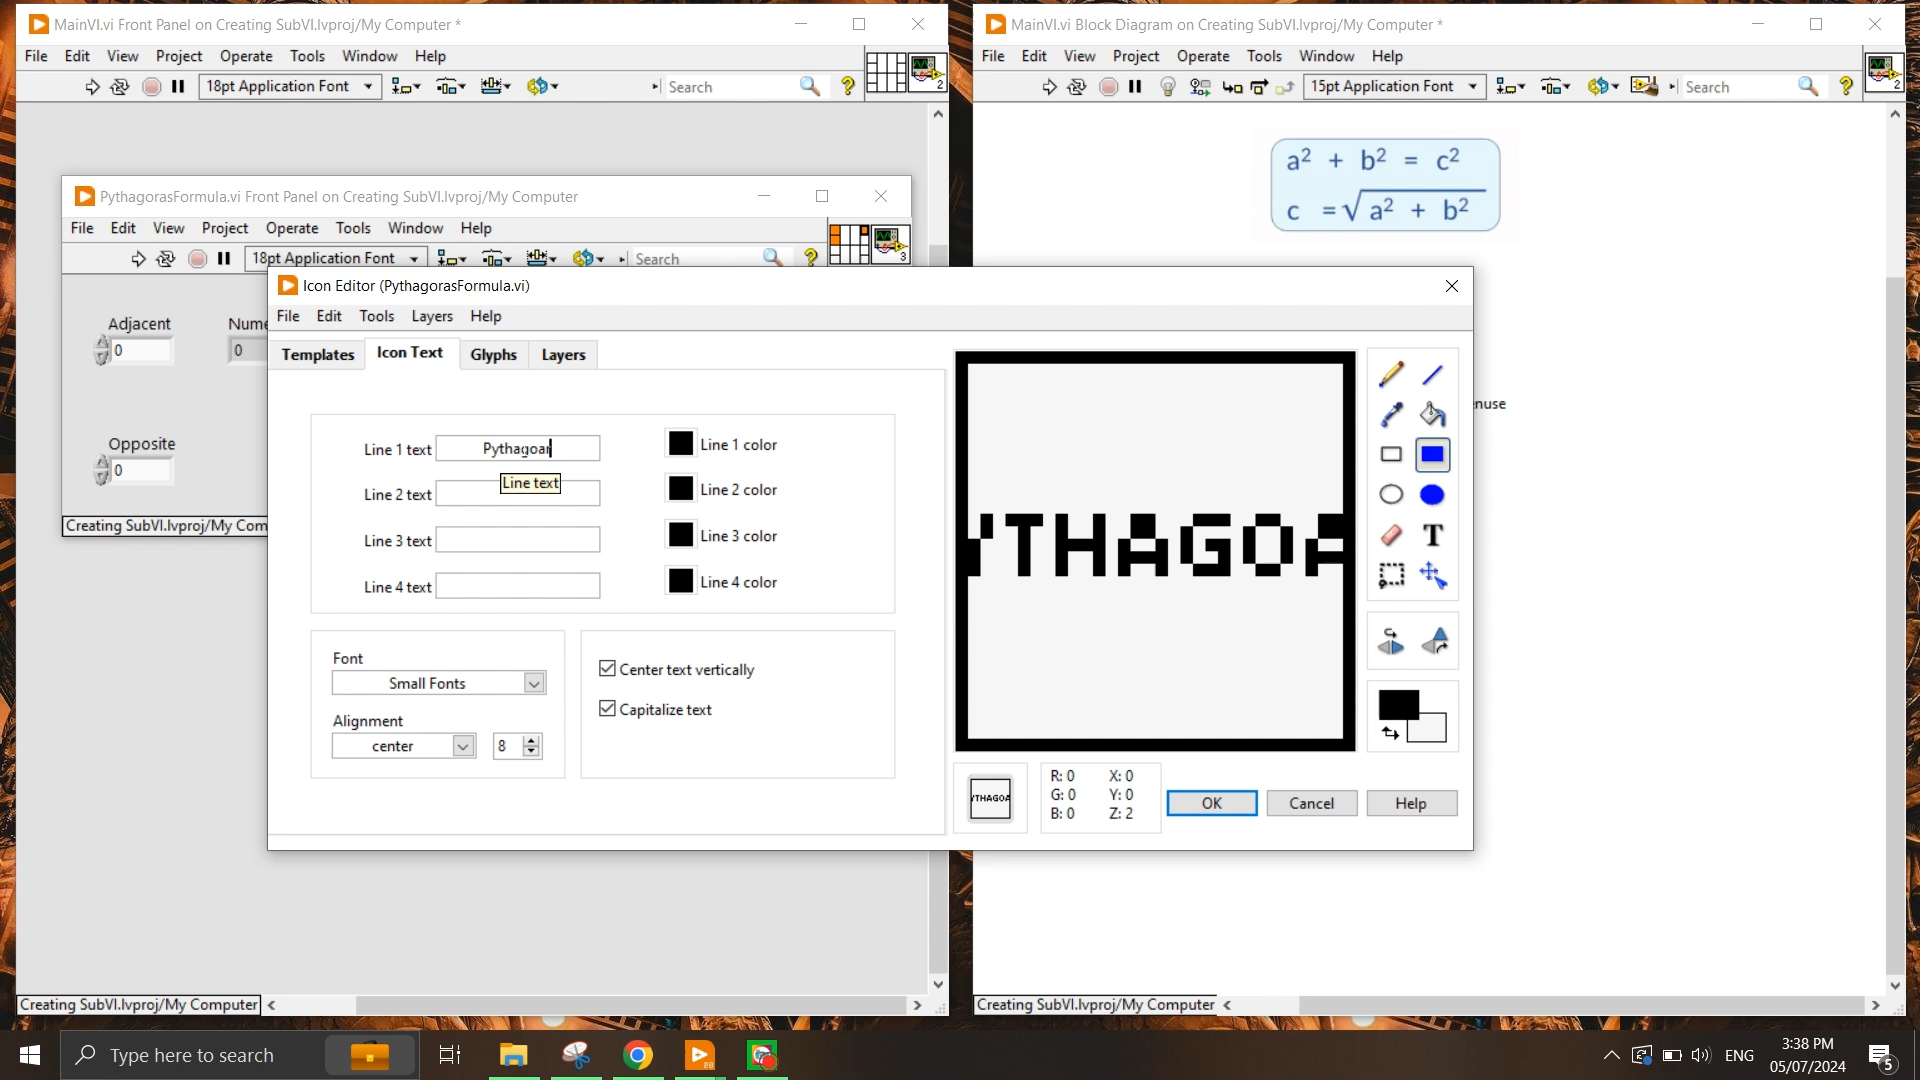 MainVI.vi Front Panel on Creating SubVI.lvproj/My Computer *
File Edit View Project Operate Tools Window Help
18pt Application Font
Search
2
PythagorasFormula.vi Front Panel on Creating SubVI.lvproj/My Computer
File Edit View Project Operate Tools Window Help
18pt Application Font
Search
3
Adjacent
0
Nume
0
Opposite
0
Creating SubVI.lvproj/My Com
MainVI.vi Block Diagram on Creating SubVI.lvproj/My Computer *
File Edit View Project Operate Tools Window Help
15pt Application Font
Search
2
a² + b² = c²
c = √a² + b²
enuse
Icon Editor (PythagorasFormula.vi)
File Edit Tools Layers Help
Templates Icon Text Glyphs Layers
Line 1 text Pythagoar Line 1 color
Line text
Line 2 text Line 2 color
Line 3 text Line 3 color
Line 4 text Line 4 color
Font
Small Fonts
Alignment
center 8
Center text vertically
Capitalize text
YTHAGOA
T
YTHAGOA
R: 0 X: 0
G: 0 Y: 0
B: 0 Z: 2
OK Cancel Help
Creating SubVI.lvproj/My Computer
Creating SubVI.lvproj/My Computer
Type here to search
ENG
3:38 PM
05/07/2024
5